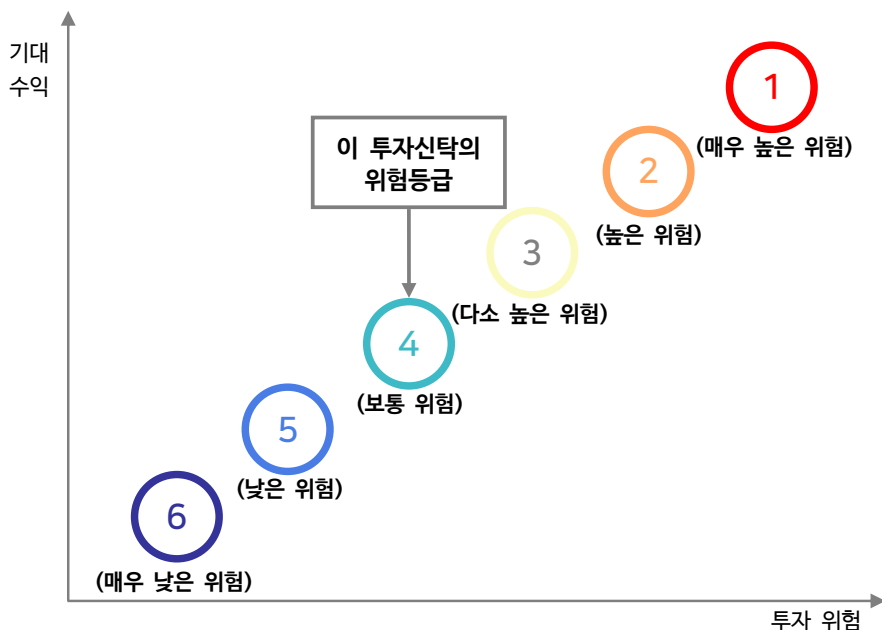 기대
수익
1
(매우 높은 위험)
이 투자신탁의
위험등급
2
(높은 위험)
3
(다소 높은 위험)
4
(보통 위험)
5
(낮은 위험)
6
(매우 낮은 위험)
투자 위험